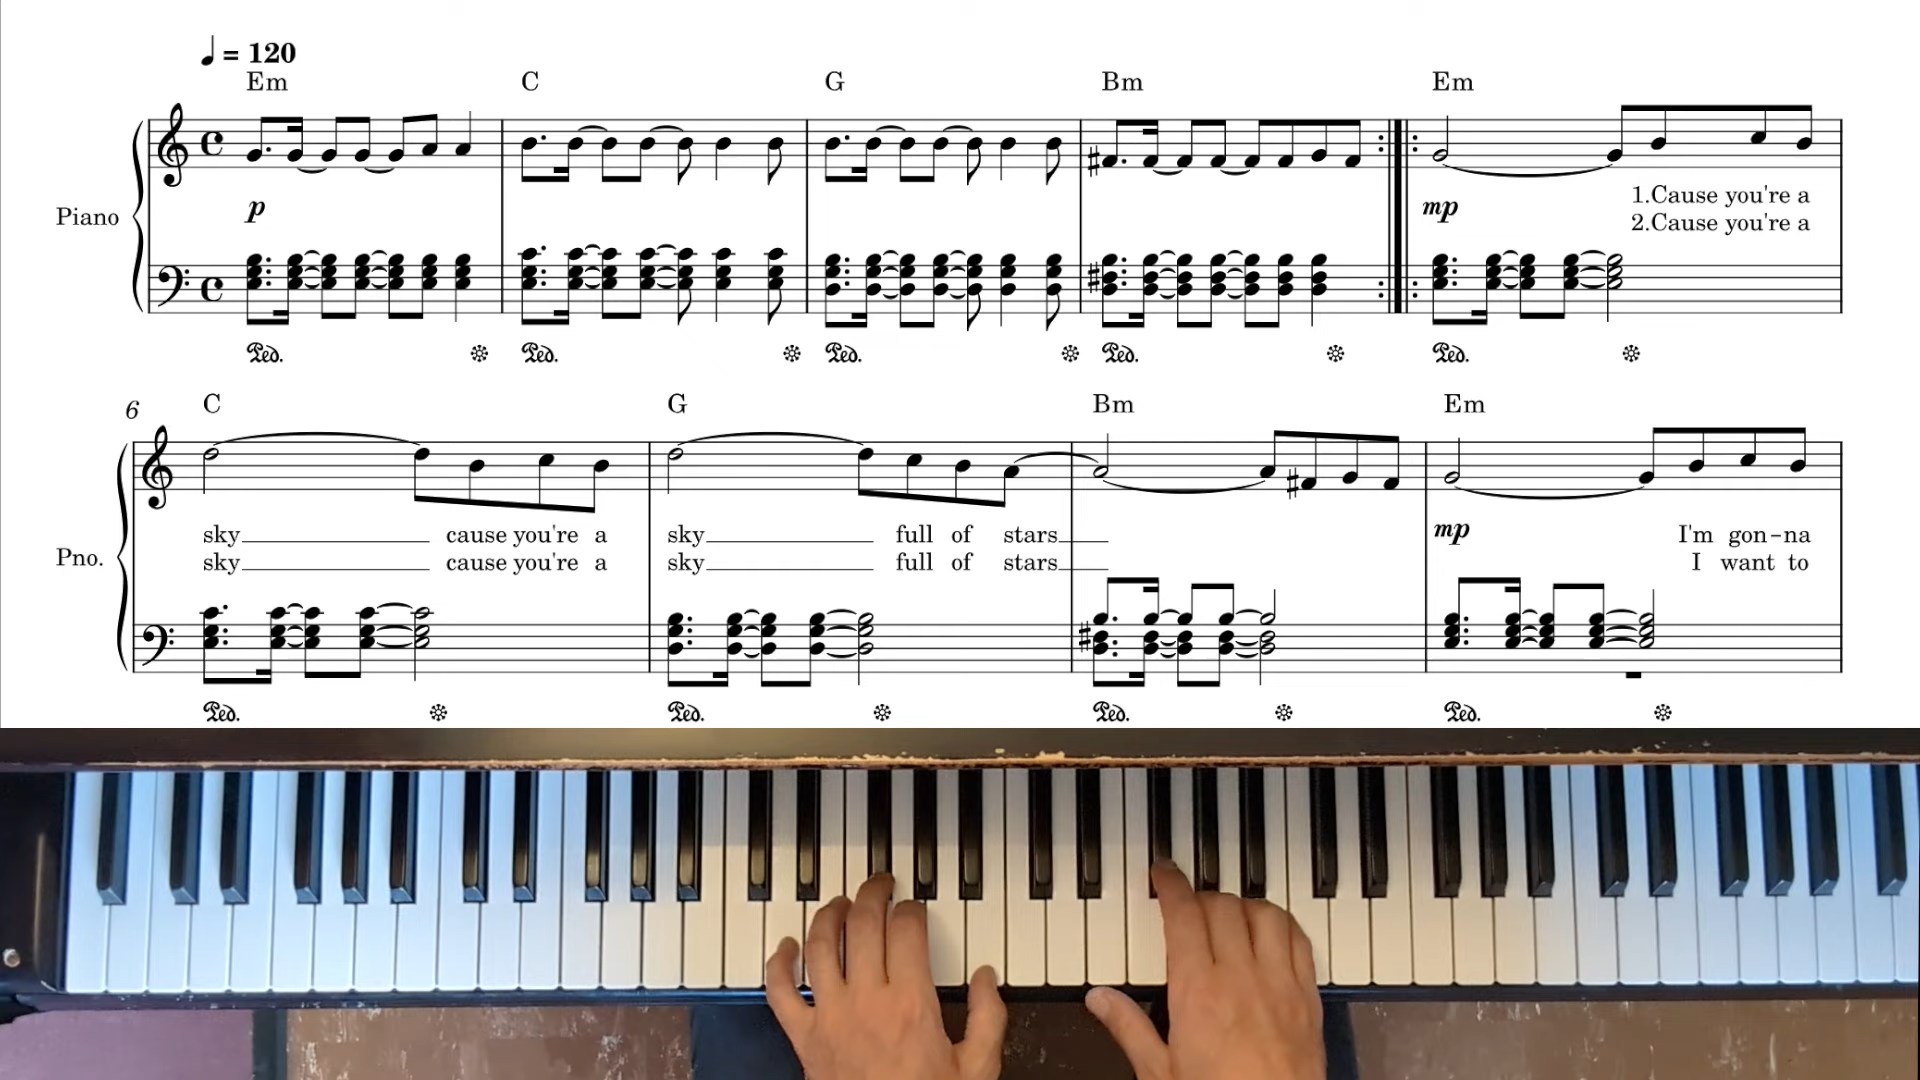 = 120
Em C G Bm Em
Piano
p mp
1.Cause you're a
2.Cause you're a
Ped. Ped. Ped. Ped. Ped.
6
C G Bm Em
Pno.
mp
sky cause you're a sky full of stars I'm gon-na
sky cause you're a sky full of stars I want to
Ped. Ped. Ped. Ped.